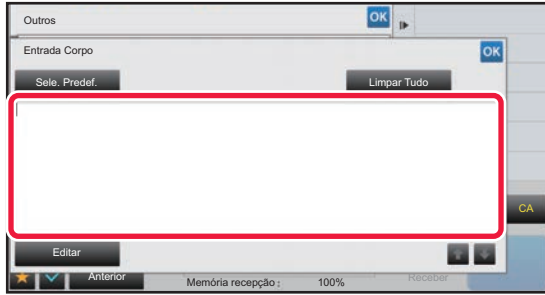 Outros
OK
Entrada Corpo
OK
Sele. Predef.
Limpar Tudo
CA
Editar
Anterior
Memória recepção :
100%
Receber